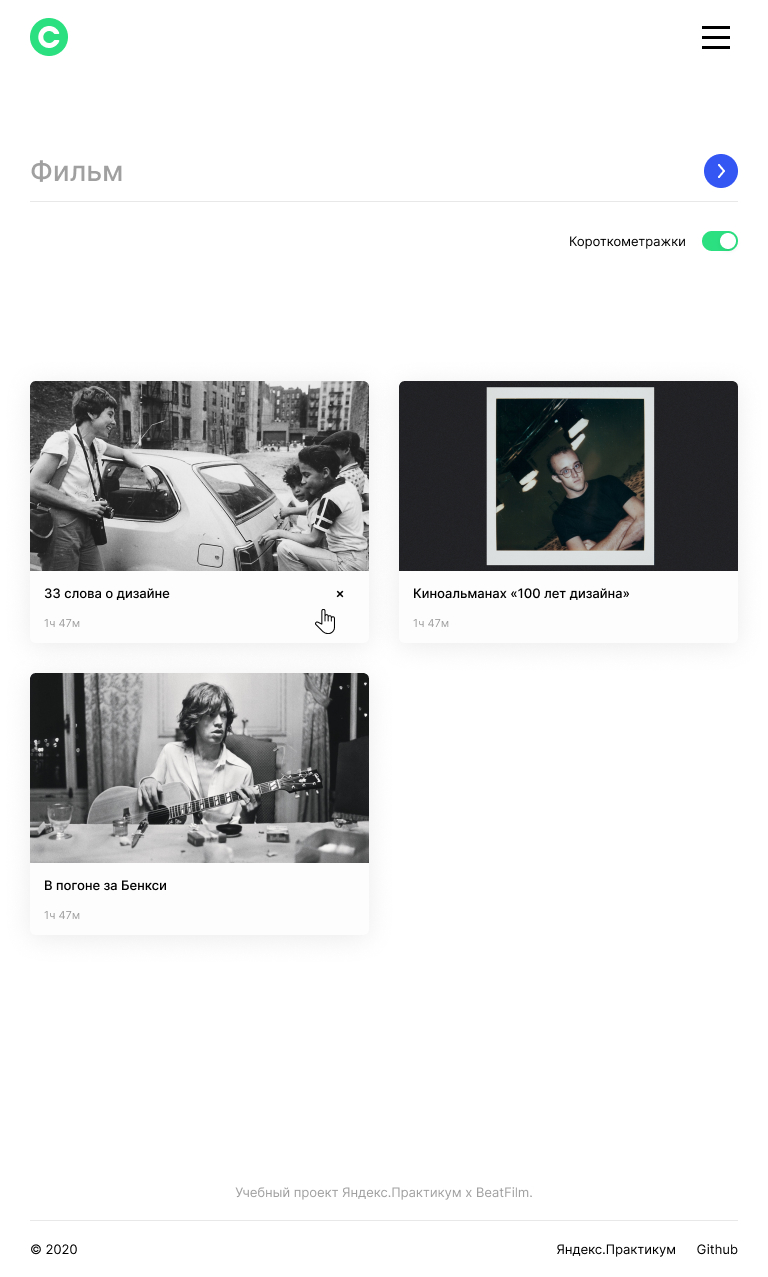 C
Фильм
Короткометражки
33 слова о дизайне
1ч 47м
Киноальманах «100 лет дизайна»
1ч 47м
В погоне за Бенкси
1ч 47м
Учебный проект Яндекс.Практикум х BeatFilm.
© 2020
Яндекс.Практикум
Github